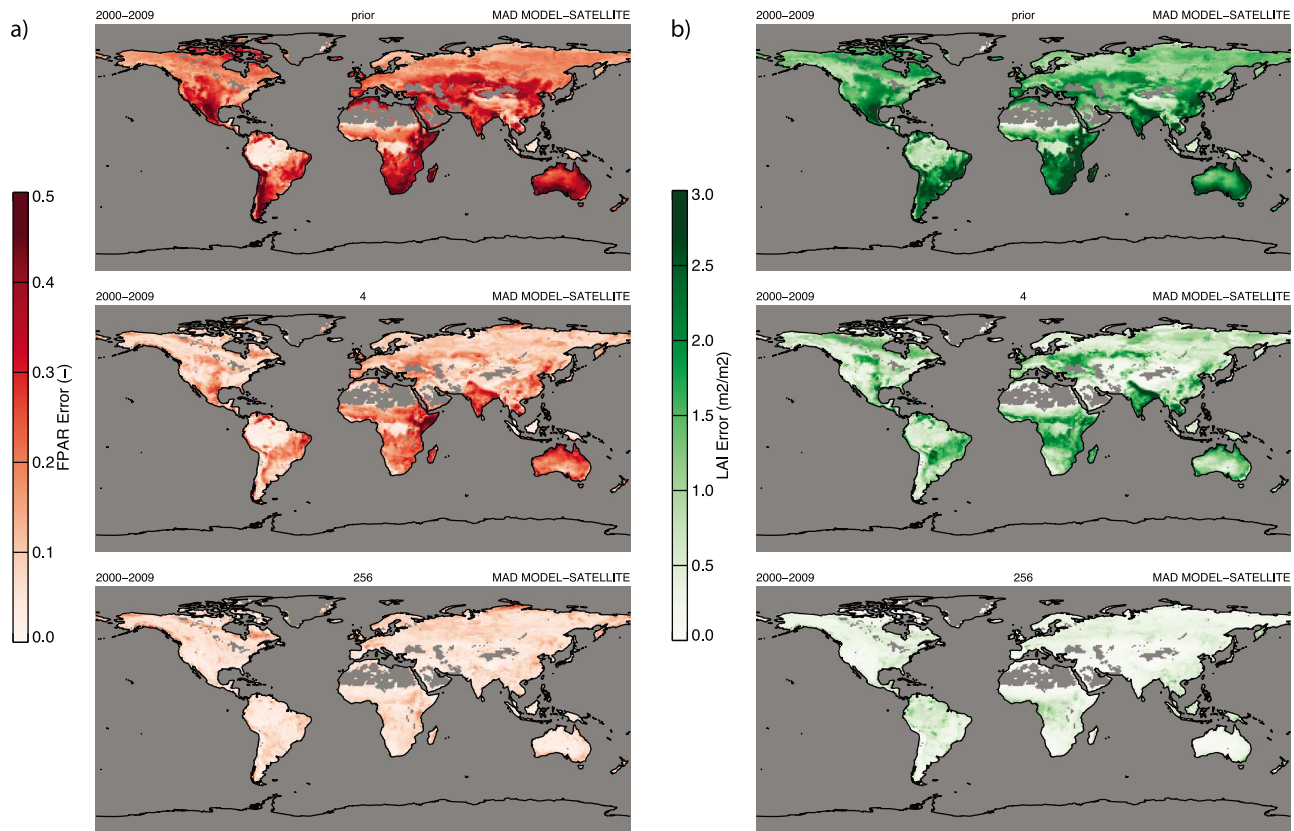 a)
2000−2009 prior MAD MODEL−SATELLITE
2000−2009 4 MAD MODEL−SATELLITE
2000−2009 256 MAD MODEL−SATELLITE
0.5
0.4
0.3
0.2
0.1
0.0
FPAR Error (−)
b)
2000−2009 prior MAD MODEL−SATELLITE
2000−2009 4 MAD MODEL−SATELLITE
2000−2009 256 MAD MODEL−SATELLITE
3.0
2.5
2.0
1.5
1.0
0.5
0.0
LAI Error (m2/m2)